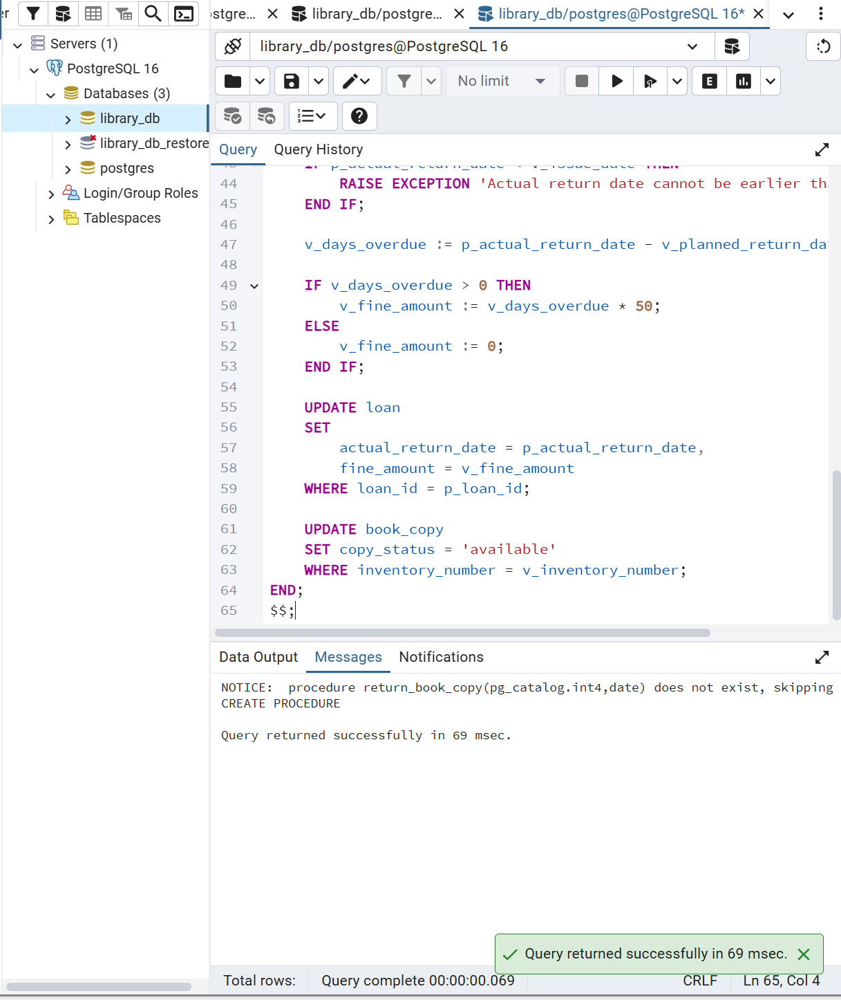 stgre...
library_db/postgre...
library_db/postgres@PostgreSQL 16*
Servers (1)
PostgreSQL 16
Databases (3)
library_db
library_db_restore
postgres
Login/Group Roles
Tablespaces
library_db/postgres@PostgreSQL 16
No limit
E
Query
Query History
44 RAISE EXCEPTION 'Actual return date cannot be earlier th
45 END IF;
46
47 v_days_overdue := p_actual_return_date - v_planned_return_da
48
49 IF v_days_overdue > 0 THEN
50 v_fine_amount := v_days_overdue * 50;
51 ELSE
52 v_fine_amount := 0;
53 END IF;
54
55 UPDATE loan
56 SET
57 actual_return_date = p_actual_return_date,
58 fine_amount = v_fine_amount
59 WHERE loan_id = p_loan_id;
60
61 UPDATE book_copy
62 SET copy_status = 'available'
63 WHERE inventory_number = v_inventory_number;
64 END;
65 $$;
Data Output
Messages
Notifications
NOTICE:  procedure return_book_copy(pg_catalog.int4,date) does not exist, skipping
CREATE PROCEDURE
Query returned successfully in 69 msec.
Query returned successfully in 69 msec.
Total rows:
Query complete 00:00:00.069
CRLF
Ln 65, Col 4